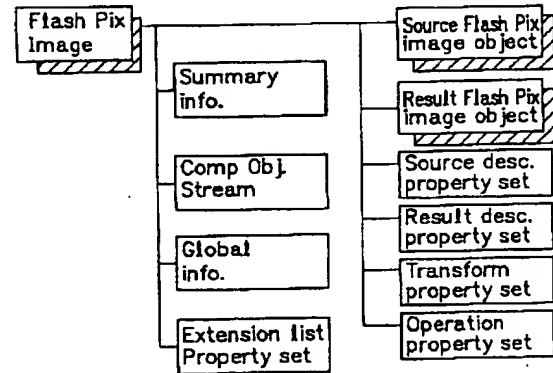 Flash Pix
Image
Summary
info.
Comp Obj.
Stream
Global
info.
Extension list
Property set
Source Flash Pix
image object
Result Flash Pix
image object
Source desc.
property set
Result desc.
property set
Transform
property set
Operation
property set